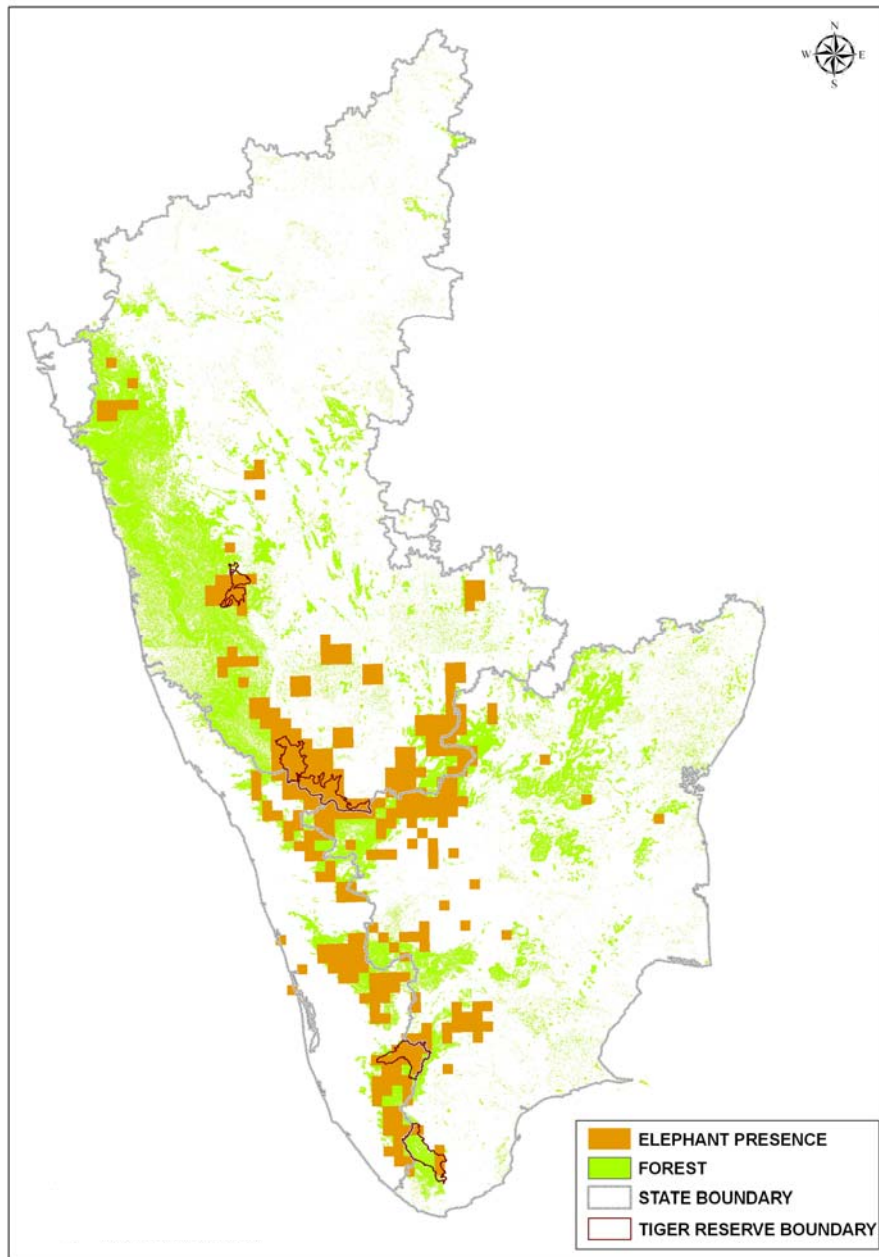 N
W E
S
ELEPHANT PRESENCE
FOREST
STATE BOUNDARY
TIGER RESERVE BOUNDARY